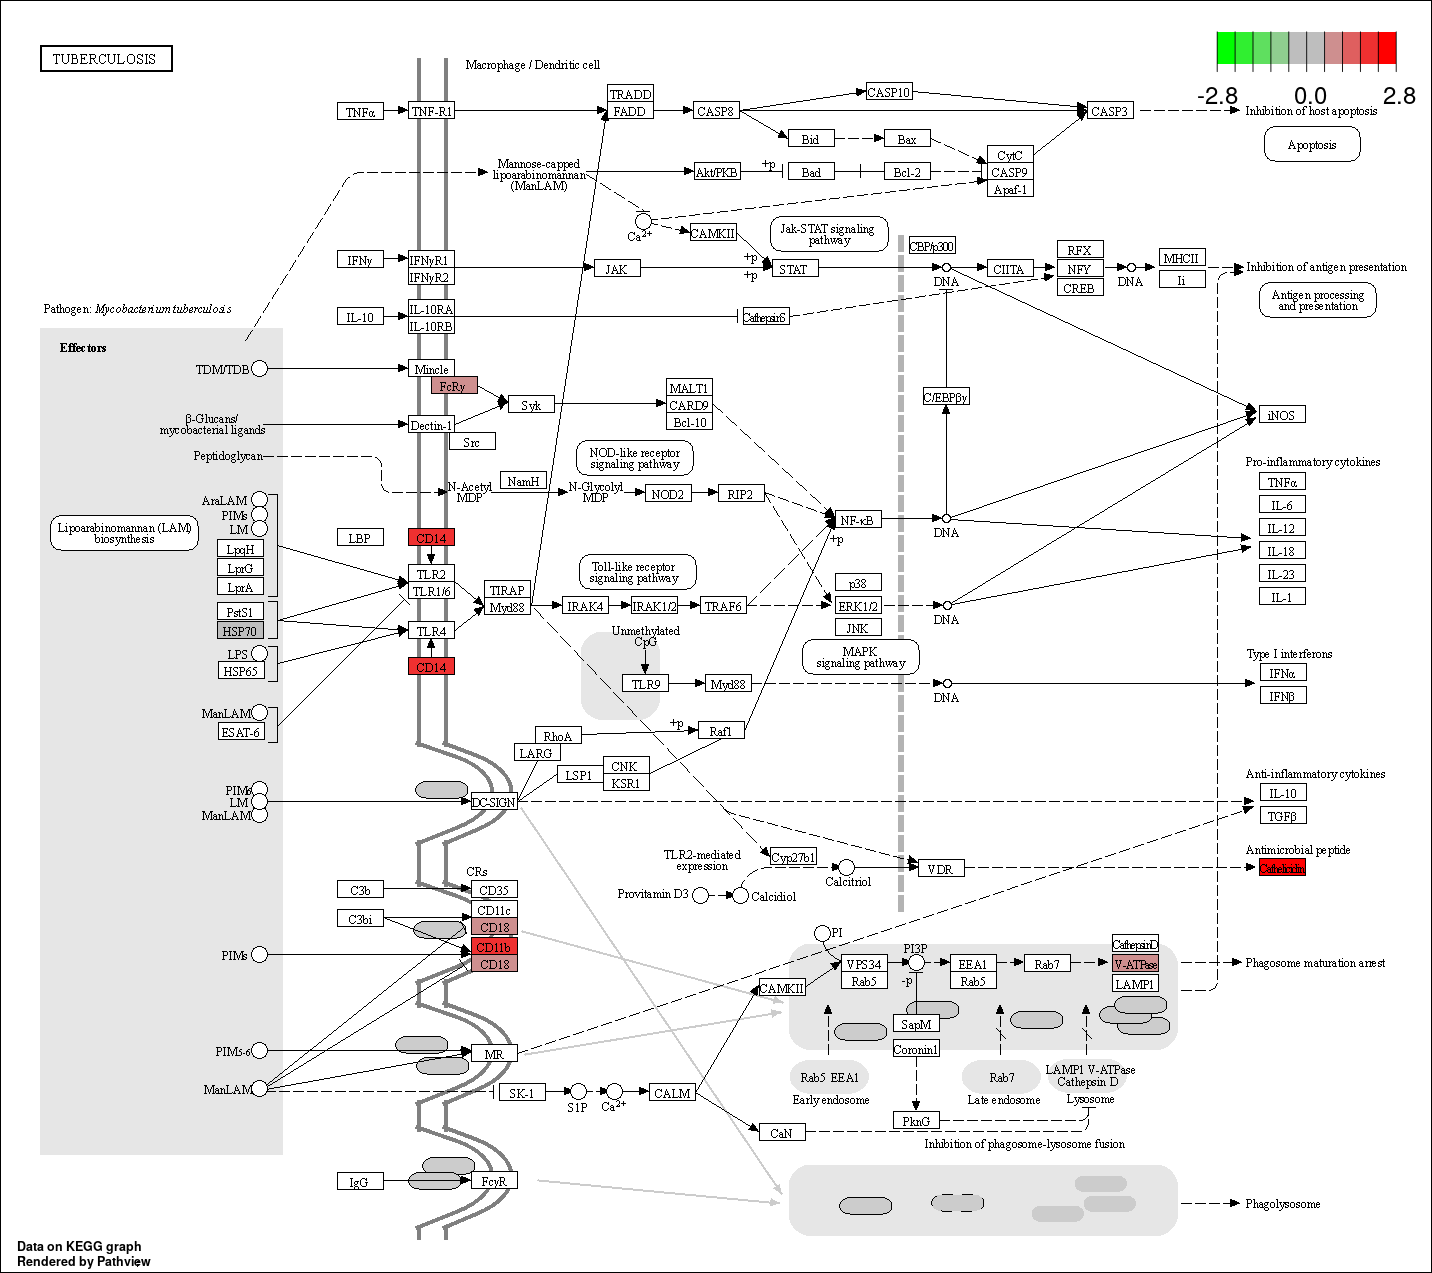 TUBERCULOSIS
Macrophage / Dendritic cell
-2.8 0.0 2.8
TNFα
TNF-R1
TRADD
FADD
CASP8
CASP10
CASP3
Inhibition of host apoptosis
Bid
Bax
Apoptosis
CytC
CASP9
Apaf-1
Mannose-capped
lipoarabinomannan
(ManLAM)
Akt/PKB
+p
Bad
Bcl-2
Ca2+
CAMKII
Jak-STAT signaling
pathway
IFNγ
IFNγR1
IFNγR2
JAK
+p
+p
STAT
CBP/p300
DNA
CIITA
RFX
NFY
CREB
DNA
MHCII
Ii
Inhibition of antigen presentation
Antigen processing
and presentation
Pathogen: Mycobacterium tuberculosis
IL-10
IL-10RA
IL-10RB
CathepsinS
Effectors
TDM/TDB
Mincle
FcRγ
Syk
MALT1
CARD9
Bcl-10
C/EBPβγ
iNOS
β-Glucans/
mycobacterial ligands
Dectin-1
Src
Peptidoglycan
N-Acetyl
MDP
NamH
N-Glycolyl
MDP
NOD-like receptor
signaling pathway
NOD2
RIP2
NF-κB
+p
DNA
Pro-inflammatory cytokines
TNFα
IL-6
IL-12
IL-18
IL-23
IL-1
AraLAM
PIMs
LM
Lipoarabinomannan (LAM)
biosynthesis
LpqH
LprG
LprA
PstS1
HSP70
LPS
HSP65
ManLAM
ESAT-6
LBP
CD14
TLR2
TLR1/6
TLR4
CD14
TIRAP
Myd88
Toll-like receptor
signaling pathway
IRAK4
IRAK1/2
TRAF6
p38
ERK1/2
JNK
DNA
MAPK
signaling pathway
Unmethylated
CpG
TLR9
Myd88
DNA
Type I interferons
IFNα
IFNβ
RhoA
LARG
+p
Raf1
LSP1
CNK
KSR1
PIMs
LM
ManLAM
DC-SIGN
Anti-inflammatory cytokines
IL-10
TGFβ
TLR2-mediated
expression
Cyp27b1
Provitamin D3
Calcidiol
Calcitriol
VDR
Antimicrobial peptide
Cathelicidin
CRs
C3b
CD35
C3bi
CD11c
CD18
CD11b
CD18
PIMs
PI
VPS34
Rab5
PI3P
-p
EEA1
Rab5
Rab7
CathepsinD
V-ATPase
LAMP1
Phagosome maturation arrest
CAMKII
SapM
Coronin1
PIM5-6
MR
ManLAM
SK-1
S1P
Ca2+
CALM
CaN
Rab5 EEA1
Early endosome
Rab7
Late endosome
LAMP1 V-ATPase
Cathepsin D
Lysosome
PknG
Inhibition of phagosome-lysosome fusion
IgG
FcγR
Phagolysosome
Data on KEGG graph
Rendered by Pathview